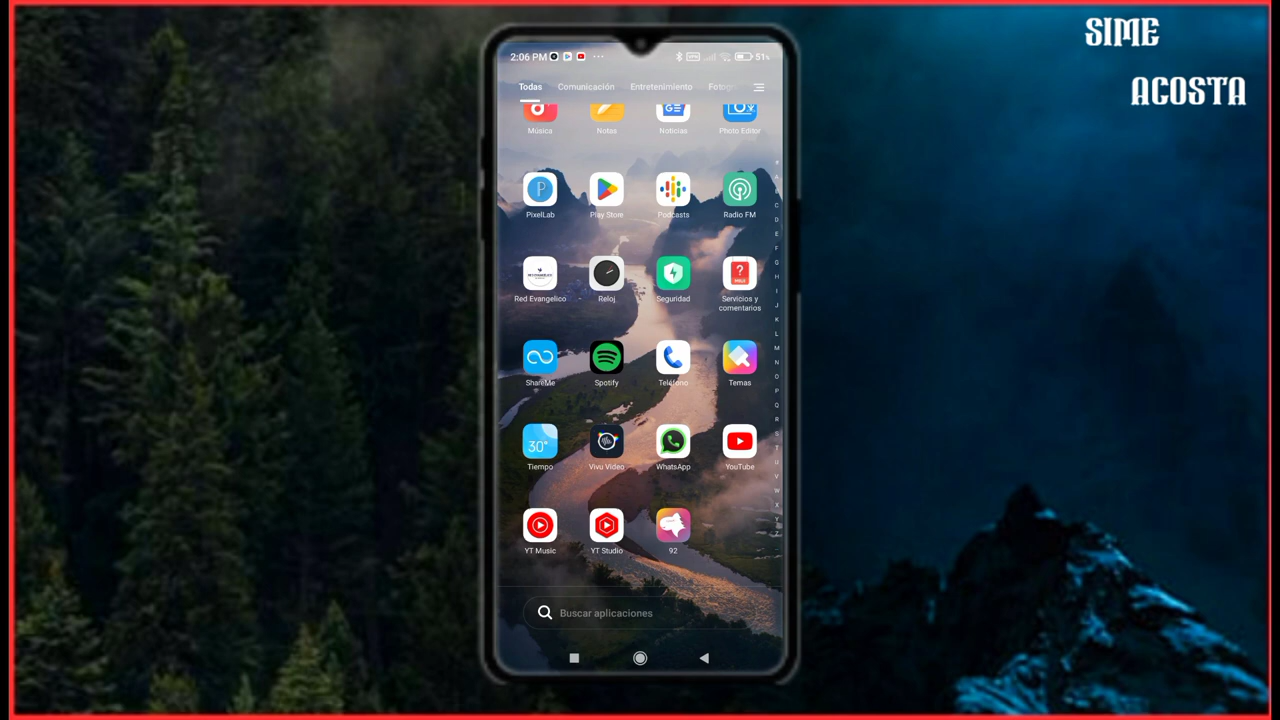 SIME
ACOSTA
2:06 PM
51%
Todas Comunicación Entretenimiento Fotog
Música Notas Noticias Photo Editor
PixelLab Play Store Podcasts Radio FM
Red Evangelico Reloj Seguridad Servicios y comentarios
ShareMe Spotify Teléfono Temas
30°
Tiempo Vivu Video WhatsApp YouTube
YT Music YT Studio 92
Buscar aplicaciones